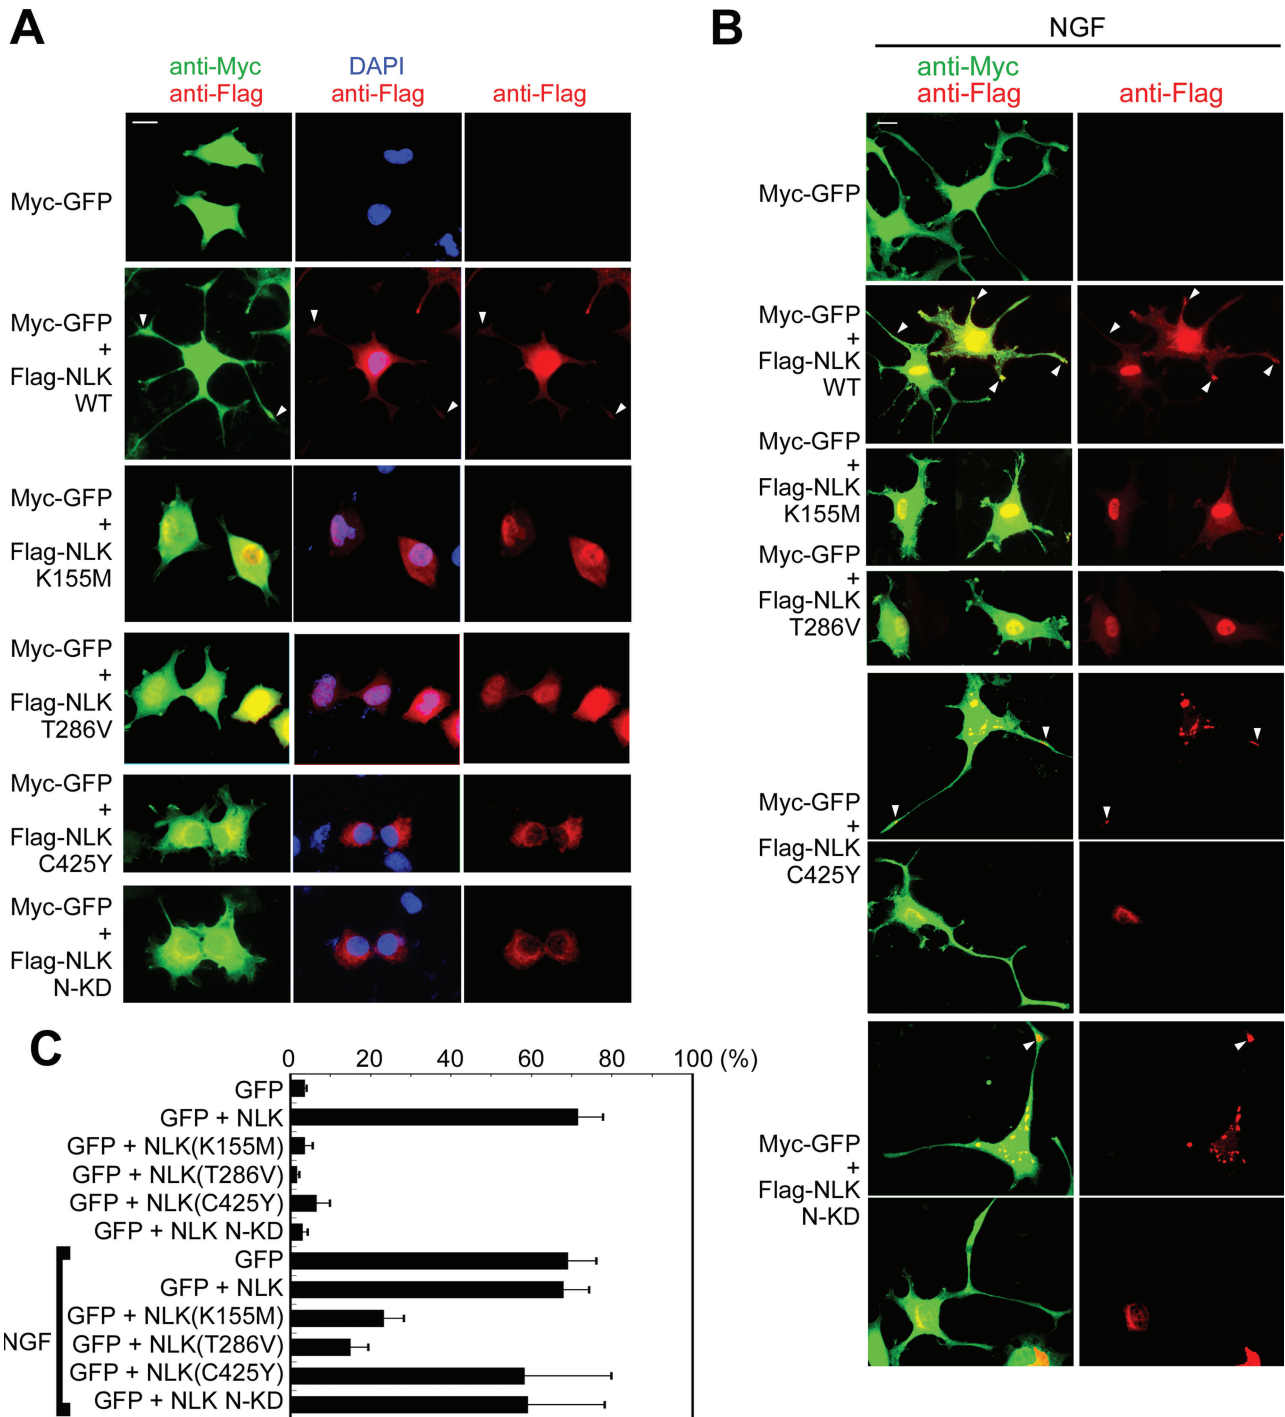 A
anti-Myc
anti-Flag
DAPI
anti-Flag
anti-Flag
Myc-GFP
Myc-GFP
+
Flag-NLK
WT
Myc-GFP
+
Flag-NLK
K155M
Myc-GFP
+
Flag-NLK
T286V
Myc-GFP
+
Flag-NLK
C425Y
Myc-GFP
+
Flag-NLK
N-KD
B
NGF
anti-Myc
anti-Flag
anti-Flag
Myc-GFP
Myc-GFP
+
Flag-NLK
WT
Myc-GFP
+
Flag-NLK
K155M
Myc-GFP
+
Flag-NLK
T286V
Myc-GFP
+
Flag-NLK
C425Y
Myc-GFP
+
Flag-NLK
N-KD
C
0 20 40 60 80 100 (%)
GFP
GFP + NLK
GFP + NLK(K155M)
GFP + NLK(T286V)
GFP + NLK(C425Y)
GFP + NLK N-KD
NGF
GFP
GFP + NLK
GFP + NLK(K155M)
GFP + NLK(T286V)
GFP + NLK(C425Y)
GFP + NLK N-KD